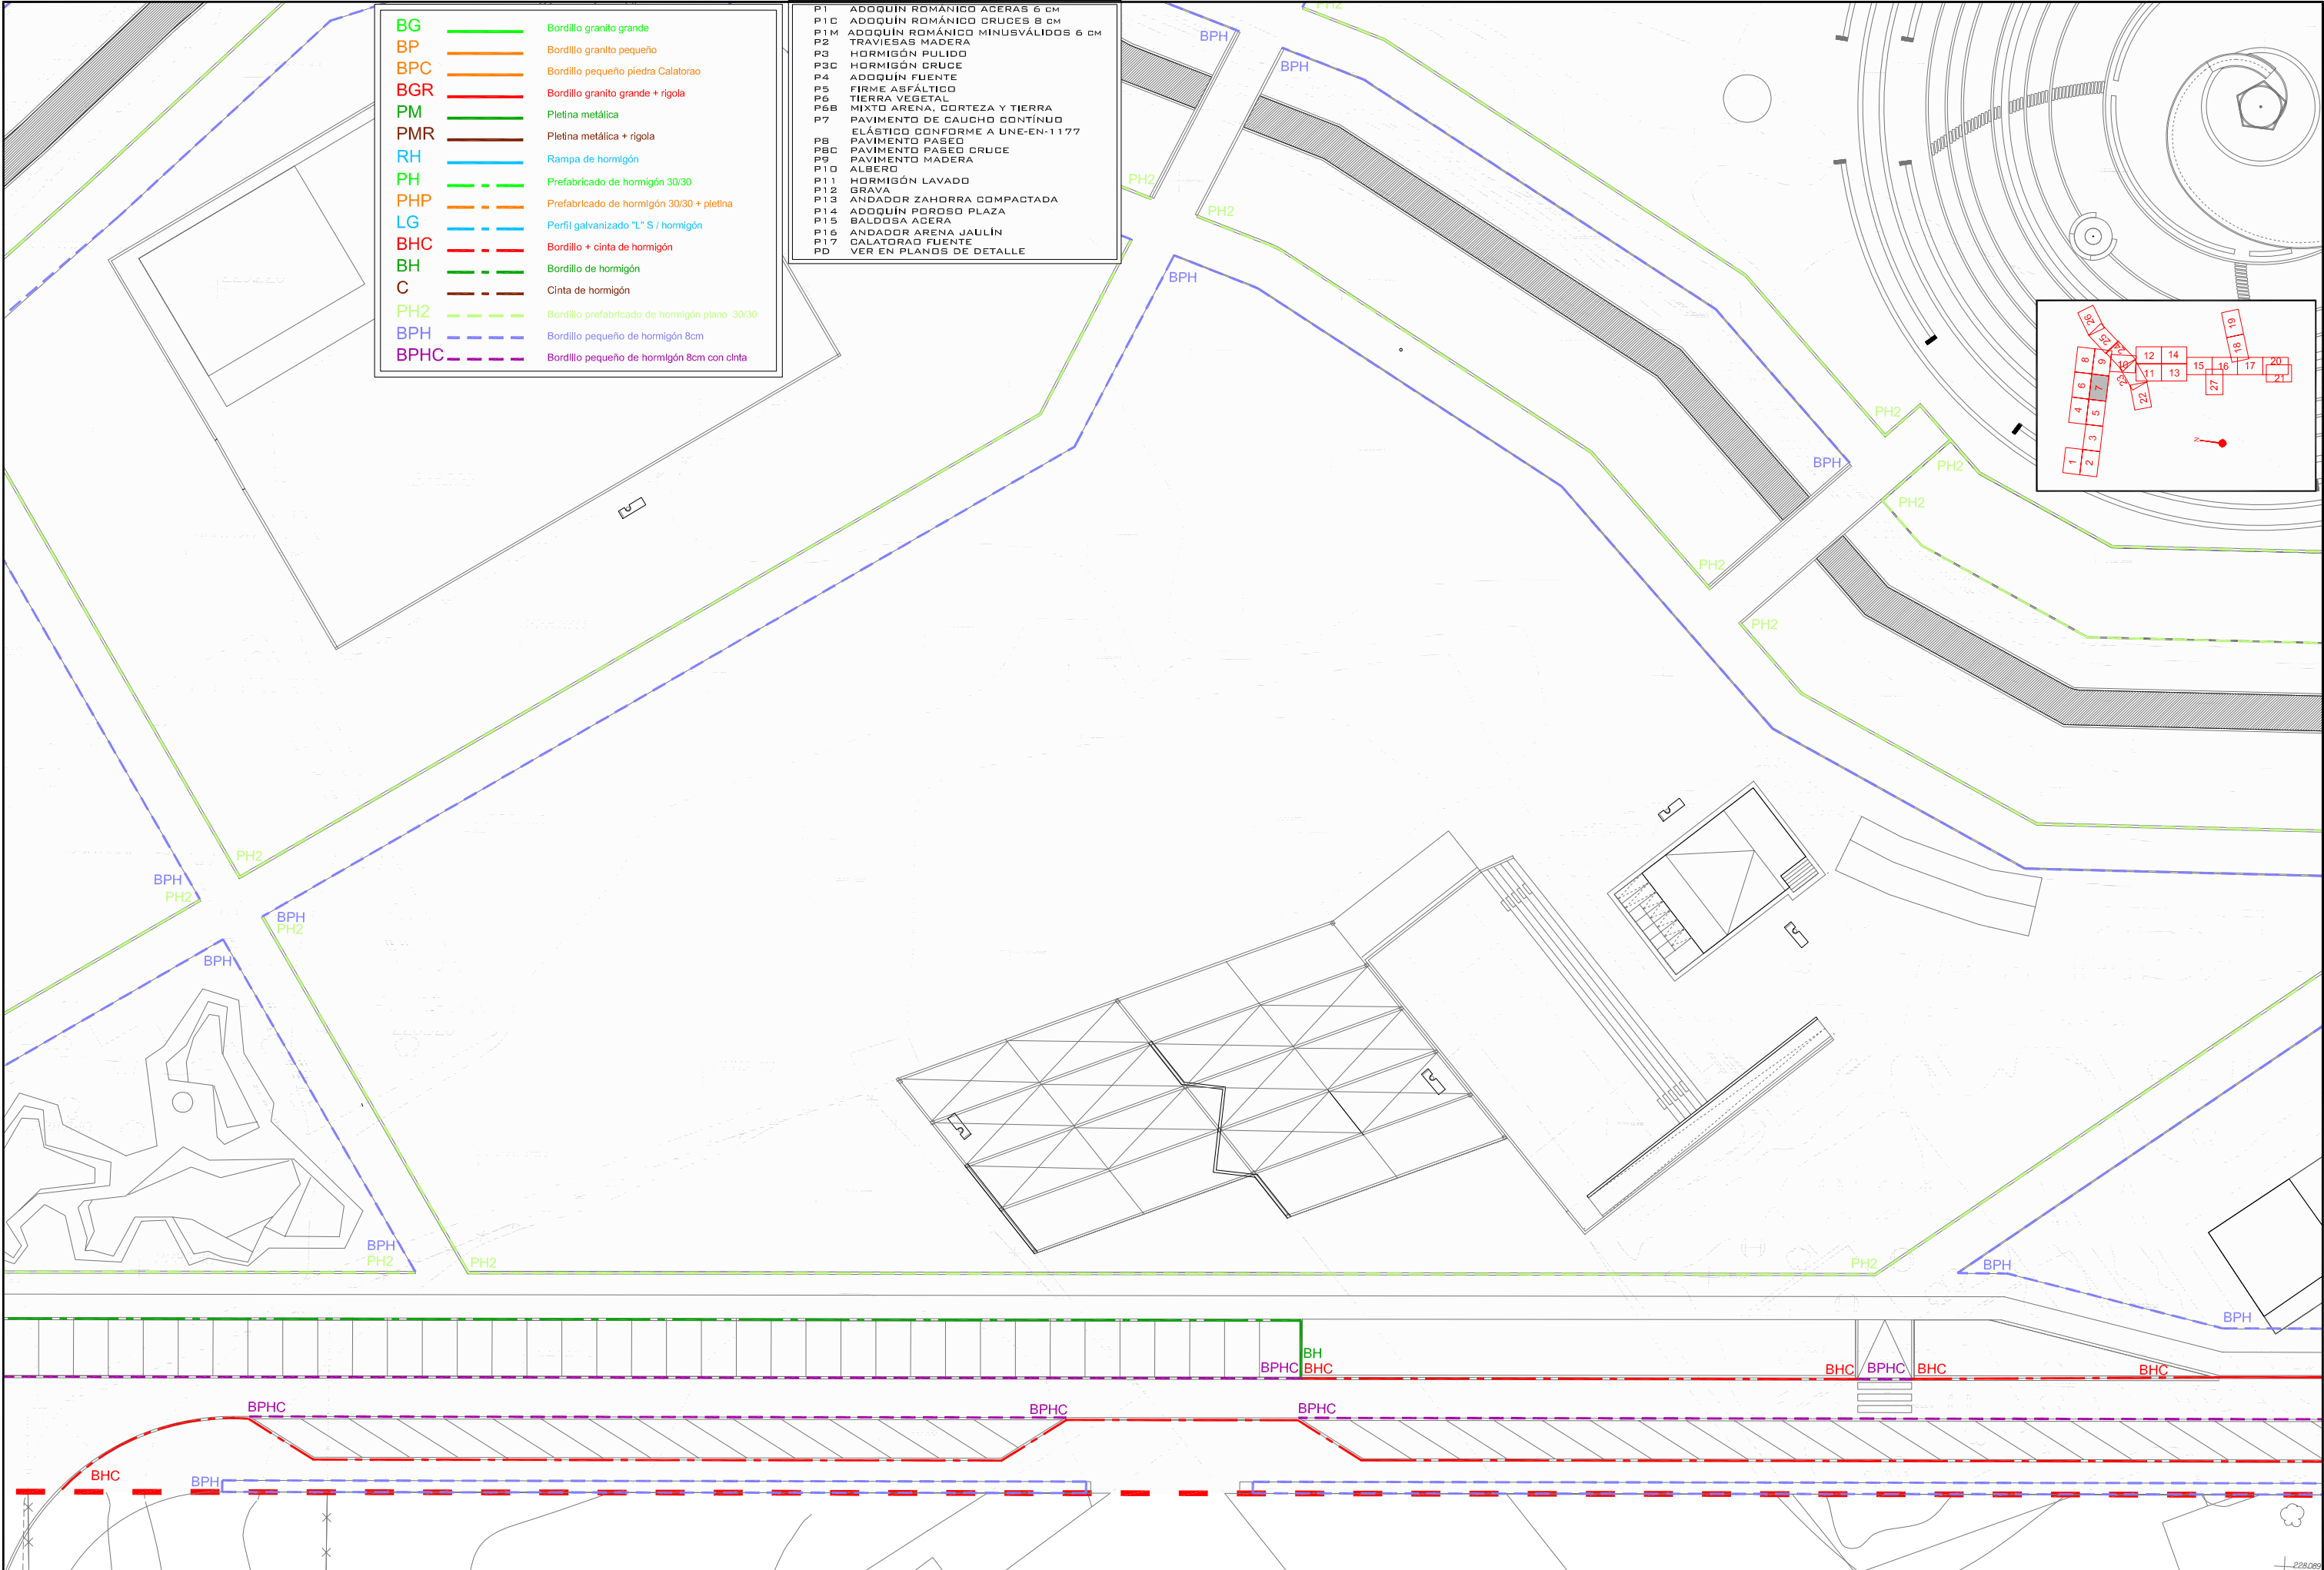 BG Bordillo granito grande
BP Bordillo granito pequeño
BPC Bordillo pequeño piedra Calatorao
BGR Bordillo granito grande + rigola
PM Pletina metálica
PMR Pletina metálica + rigola
RH Rampa de hormigón
PH Prefabricado de hormigón 30/30
PHP Prefabricado de hormigón 30/30 + pletina
LG Perfil galvanizado "L" S / hormigón
BHC Bordillo + cinta de hormigón
BH Bordillo de hormigón
C Cinta de hormigón
PH2 Bordillo prefabricado de hormigón plano 30/30
BPH Bordillo pequeño de hormigón 8cm
BPHC Bordillo pequeño de hormigón 8cm con cinta
P1 ADOQUÍN ROMÁNICO ACERAS 6 CM
P1C ADOQUÍN ROMÁNICO CRUCES 8 CM
P1M ADOQUÍN ROMÁNICO MINUSVÁLIDOS 6 CM
P2 TRAVIESAS MADERA
P3 HORMIGÓN PULIDO
P3C HORMIGÓN CRUCE
P4 ADOQUÍN FUENTE
P5 FIRME ASFÁLTICO
P6 TIERRA VEGETAL
P6B MIXTO ARENA, CORTEZA Y TIERRA
P7 PAVIMENTO DE CAUCHO CONTÍNUO
ELÁSTICO CONFORME A UNE-EN-1177
P8 PAVIMENTO PASEO
P8C PAVIMENTO PASEO CRUCE
P9 PAVIMENTO MADERA
P10 ALBERO
P11 HORMIGÓN LAVADO
P12 GRAVA
P13 ANDADOR ZAHORRA COMPACTADA
P14 ADOQUÍN POROSO PLAZA
P15 BALDOSA ACERA
P16 ANDADOR ARENA JAULÍN
P17 CALATORAO FUENTE
PD VER EN PLANOS DE DETALLE
PH2
BPH
BPH
PH2
PH2
BPH
26
25
24
8
9
10
12
14
19
18
15
16
17
20
21
6
7
23
11
13
27
22
4
5
3
1
2
N
PH2
BPH
PH2
PH2
PH2
PH2
PH2
BPH
PH2
BPH
PH2
BPH
BPH
PH2
PH2
PH2
BPH
BPH
BH
BPHC
BHC
BHC
BPHC
BHC
BHC
BPHC
BPHC
BPHC
BHC
BPH
228.089